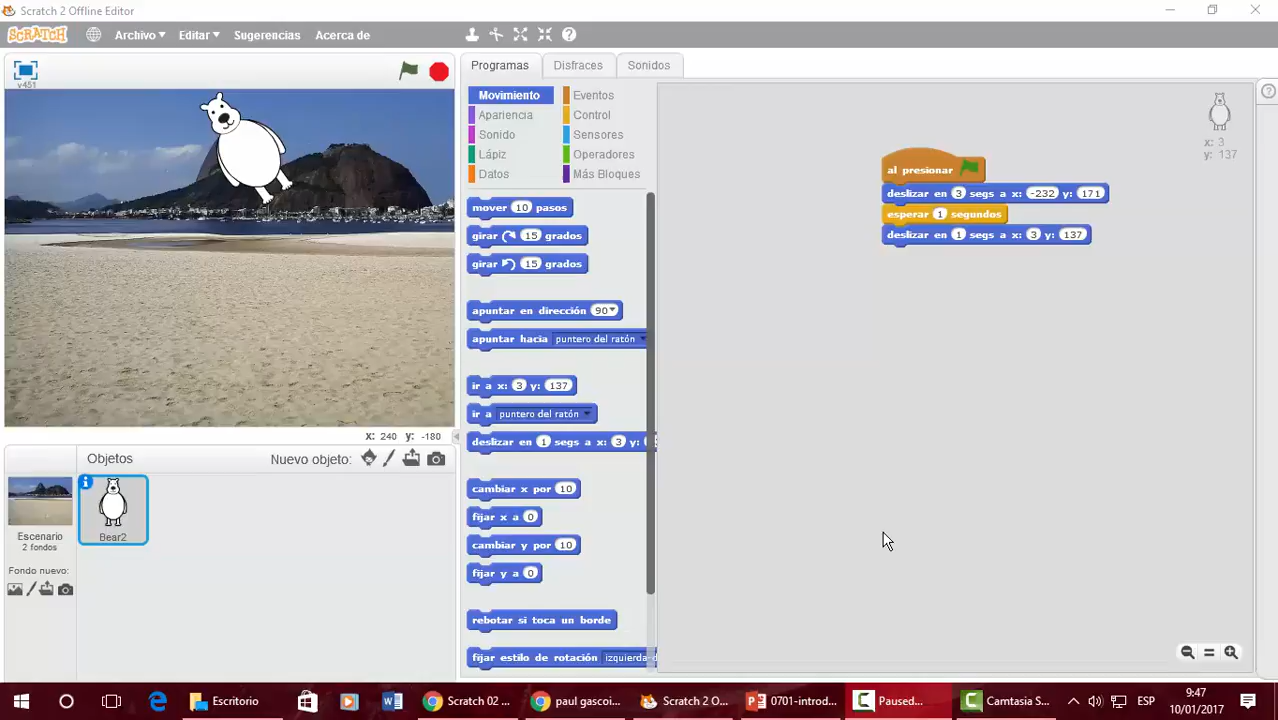 Scratch 2 Offline Editor
SCRATCH
Archivo
Editar
Sugerencias
Acerca de
v451
Programas
Disfraces
Sonidos
Movimiento
Apariencia
Sonido
Lápiz
Datos
Eventos
Control
Sensores
Operadores
Más Bloques
mover 10 pasos
girar 15 grados
girar 15 grados
apuntar en dirección 90
apuntar hacia puntero del ratón
ir a x: 3 y: 137
ir a puntero del ratón
deslizar en 1 segs a x: 3 y:
cambiar x por 10
fijar x a 0
cambiar y por 10
fijar y a 0
rebotar si toca un borde
fijar estilo de rotación izquierda-d
al presionar
deslizar en 3 segs a x: -232 y: 171
esperar 1 segundos
deslizar en 1 segs a x: 3 y: 137
x: 3
y: 137
x: 240 y: -180
Objetos
Nuevo objeto:
Escenario
2 fondos
Fondo nuevo:
Bear2
Escritorio
Scratch 02 ...
paul gascoi...
Scratch 2 O...
0701-introd...
Paused...
Camtasia S...
ESP
9:47
10/01/2017